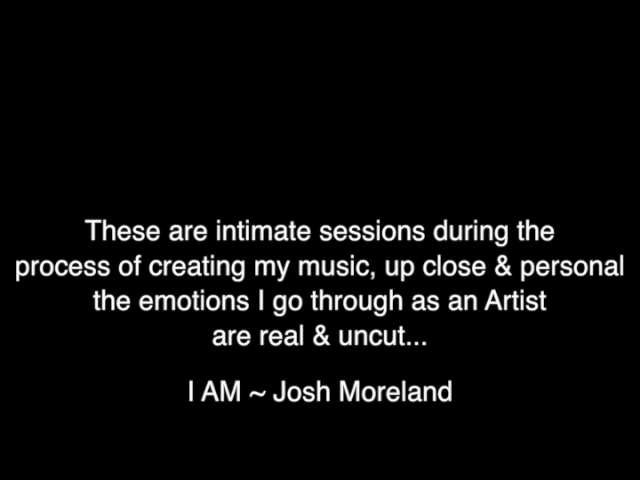 These are intimate sessions during the
process of creating my music, up close & personal
the emotions I go through as an Artist
are real & uncut...
I AM ~ Josh Moreland